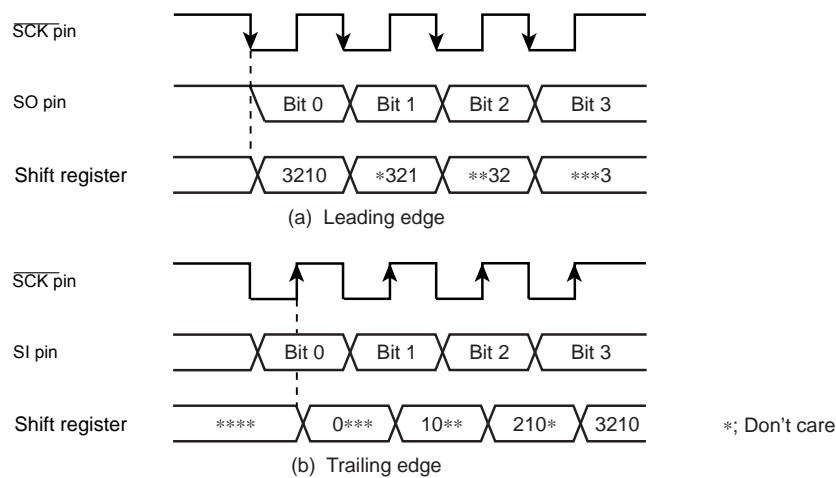 SCK pin
SO pin Bit 0 Bit 1 Bit 2 Bit 3
Shift register 3210 *321 **32 ***3
(a) Leading edge
SCK pin
SI pin Bit 0 Bit 1 Bit 2 Bit 3
Shift register **** 0*** 10** 210* 3210 *; Don't care
(b) Trailing edge